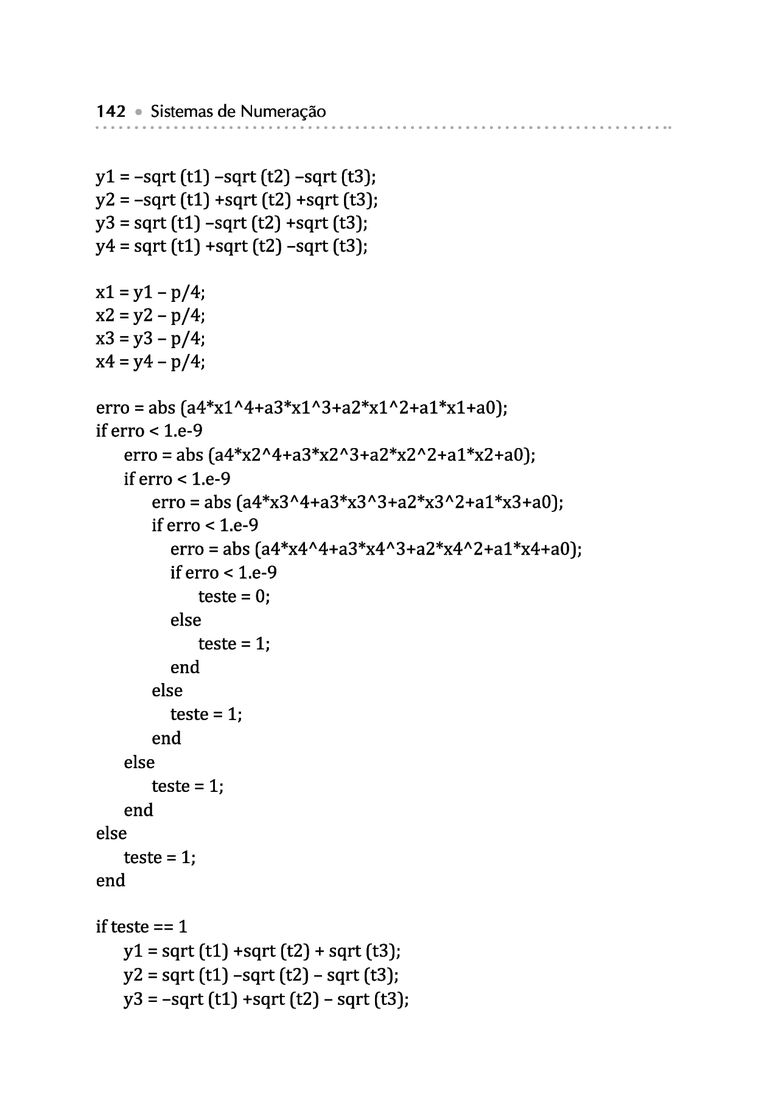 142 • Sistemas de Numeração
y1 = –sqrt (t1) –sqrt (t2) –sqrt (t3);
y2 = –sqrt (t1) +sqrt (t2) +sqrt (t3);
y3 = sqrt (t1) –sqrt (t2) +sqrt (t3);
y4 = sqrt (t1) +sqrt (t2) –sqrt (t3);
x1 = y1 – p/4;
x2 = y2 – p/4;
x3 = y3 – p/4;
x4 = y4 – p/4;
erro = abs (a4*x1^4+a3*x1^3+a2*x1^2+a1*x1+a0);
if erro < 1.e-9
erro = abs (a4*x2^4+a3*x2^3+a2*x2^2+a1*x2+a0);
if erro < 1.e-9
erro = abs (a4*x3^4+a3*x3^3+a2*x3^2+a1*x3+a0);
if erro < 1.e-9
erro = abs (a4*x4^4+a3*x4^3+a2*x4^2+a1*x4+a0);
if erro < 1.e-9
teste = 0;
else
teste = 1;
end
else
teste = 1;
end
else
teste = 1;
end
else
teste = 1;
end
if teste == 1
y1 = sqrt (t1) +sqrt (t2) + sqrt (t3);
y2 = sqrt (t1) –sqrt (t2) – sqrt (t3);
y3 = –sqrt (t1) +sqrt (t2) – sqrt (t3);